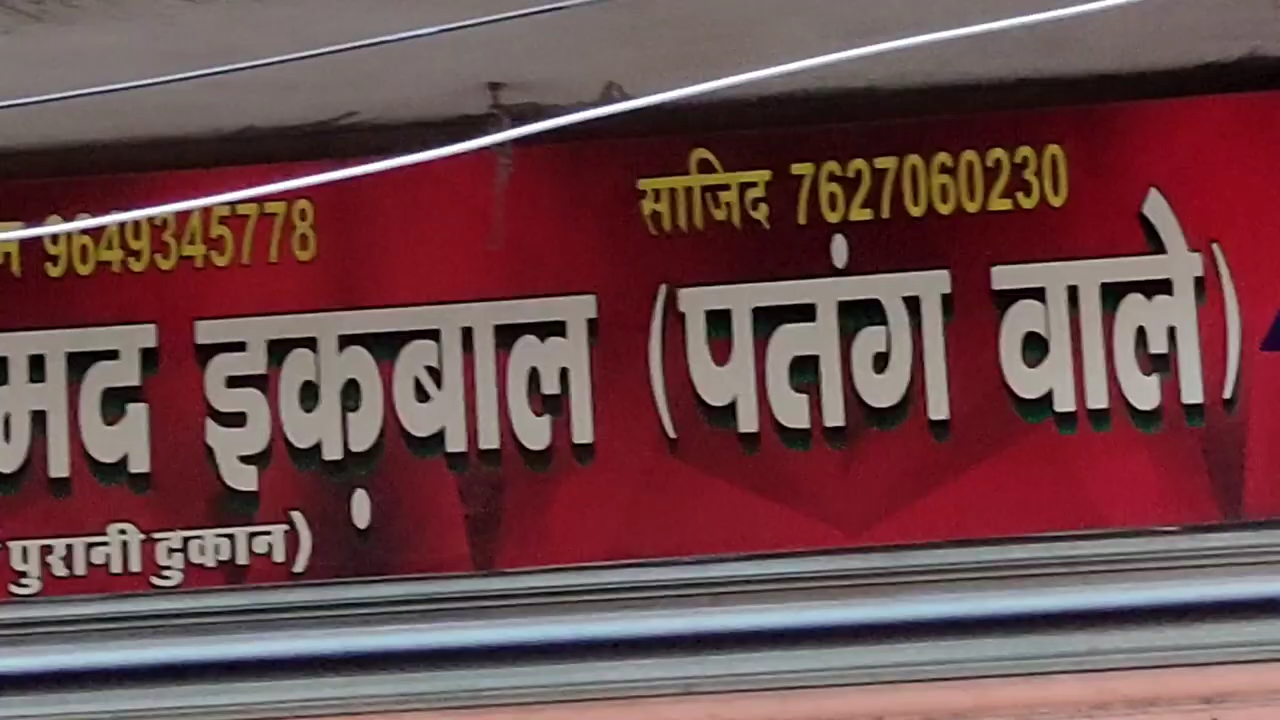 न 9649345778 साजिद 7627060230
मद इक़बाल (पतंग वाले)
पुरानी दुकान)